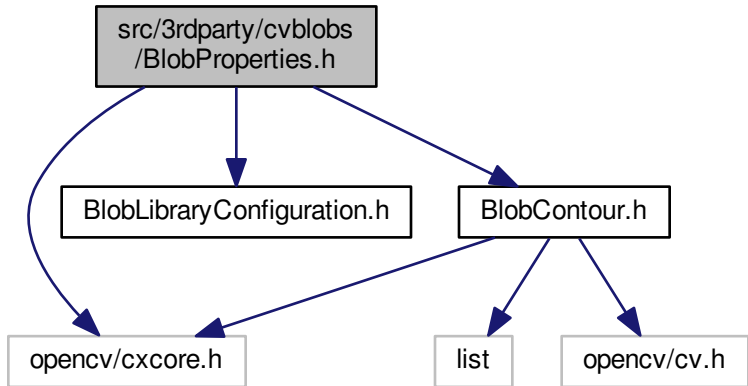 src/3rdparty/cvblobs
/BlobProperties.h
BlobLibraryConfiguration.h
BlobContour.h
opencv/cxcore.h
list
opencv/cv.h